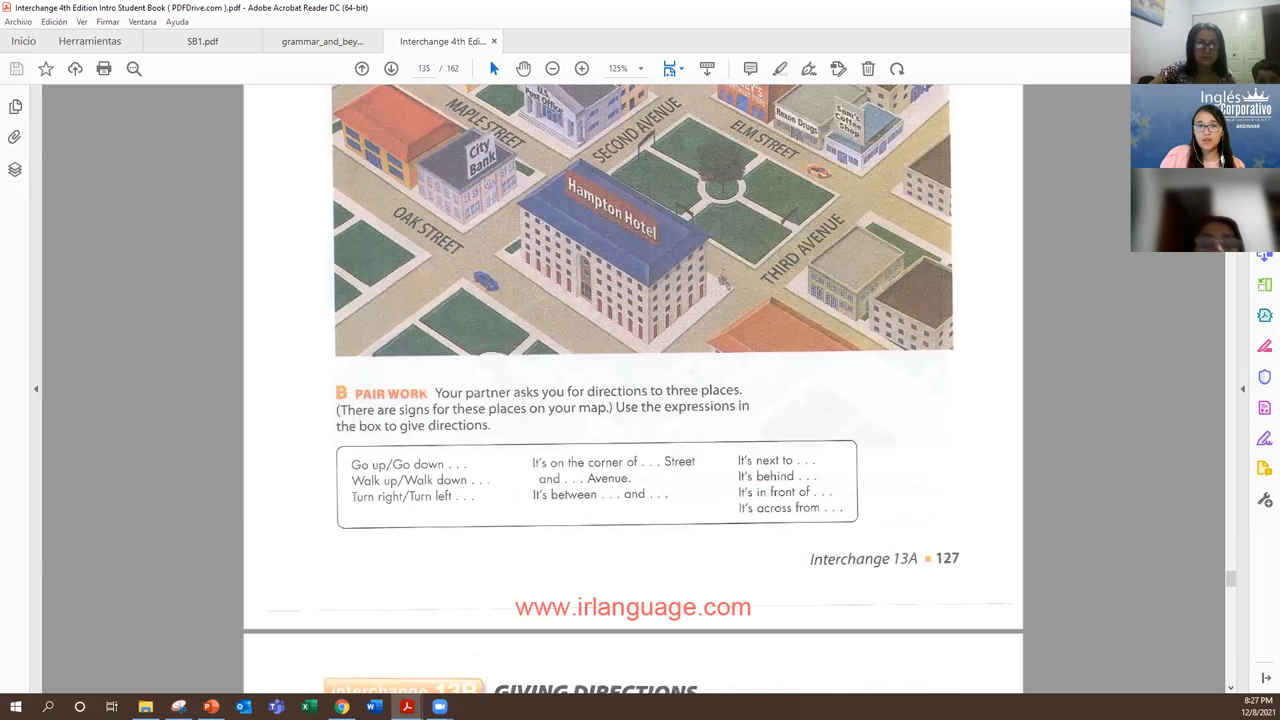 Interchange 4th Edition Intro Student Book ( PDFDrive.com ).pdf - Adobe Acrobat Reader DC (64-bit)
Archivo Edición Ver Firmar Ventana Ayuda
Inicio Herramientas SB1.pdf grammar_and_bey... Interchange 4th Edi... ×
135 / 162 125%
Inglés
Corporativo
BEGINNER
U.S.
Post Office
MAPLE STREET
SECOND AVENUE
ELM STREET
Rexon Drugs
Sam's
Coffee
Shop
City
Bank
Hampton Hotel
OAK STREET
THIRD AVENUE
B PAIR WORK Your partner asks you for directions to three places.
(There are signs for these places on your map.) Use the expressions in
the box to give directions.
Go up/Go down . . .
Walk up/Walk down . . .
Turn right/Turn left . . .
It's on the corner of . . . Street
and . . . Avenue.
It's between . . . and . . .
It's next to . . .
It's behind . . .
It's in front of . . .
It's across from . . .
Interchange 13A ▪ 127
www.irlanguage.com
interchange 13B GIVING DIRECTIONS
8:27 PM
12/8/2021